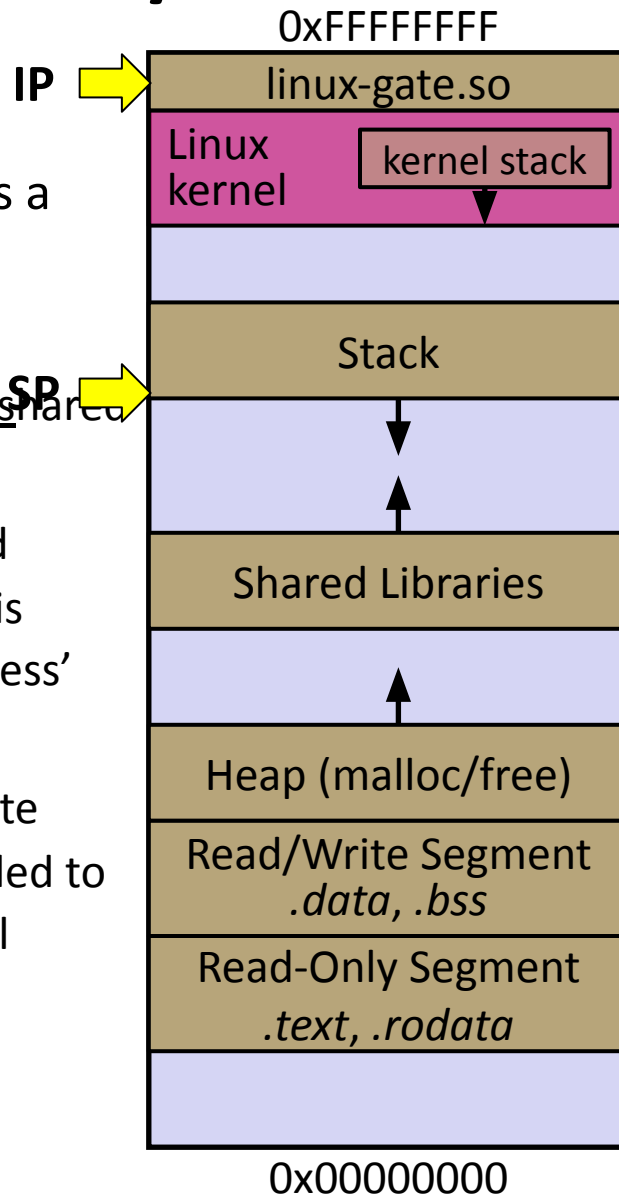 0xFFFFFFFF
IP
linux-gate.so
Linux
kernel
kernel stack
s a
Stack
SP
shared
Shared Libraries
is
ess’
Heap (malloc/free)
te
Read/Write Segment
.data, .bss
led to
Read-Only Segment
.text, .rodata
0x00000000